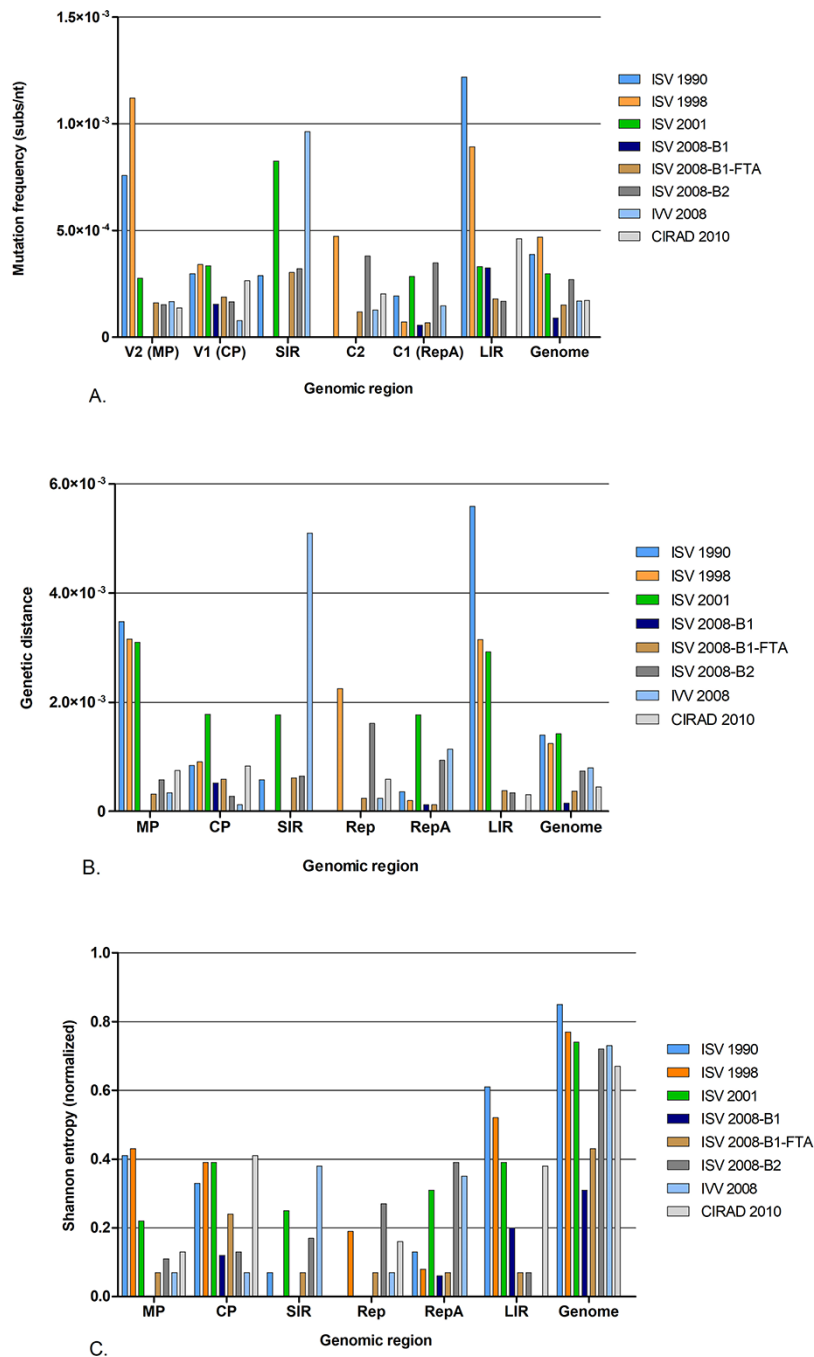 1.5×10⁻³
1.0×10⁻³
5.0×10⁻⁴
0
Mutation frequency (subs/nt)
V2 (MP) V1 (CP) SIR C2 C1 (RepA) LIR Genome
Genomic region
ISV 1990
ISV 1998
ISV 2001
ISV 2008-B1
ISV 2008-B1-FTA
ISV 2008-B2
IVV 2008
CIRAD 2010
A.
6.0×10⁻³
4.0×10⁻³
2.0×10⁻³
0
Genetic distance
MP CP SIR Rep RepA LIR Genome
Genomic region
ISV 1990
ISV 1998
ISV 2001
ISV 2008-B1
ISV 2008-B1-FTA
ISV 2008-B2
IVV 2008
CIRAD 2010
B.
1.0
0.8
0.6
0.4
0.2
0.0
Shannon entropy (normalized)
MP CP SIR Rep RepA LIR Genome
Genomic region
ISV 1990
ISV 1998
ISV 2001
ISV 2008-B1
ISV 2008-B1-FTA
ISV 2008-B2
IVV 2008
CIRAD 2010
C.